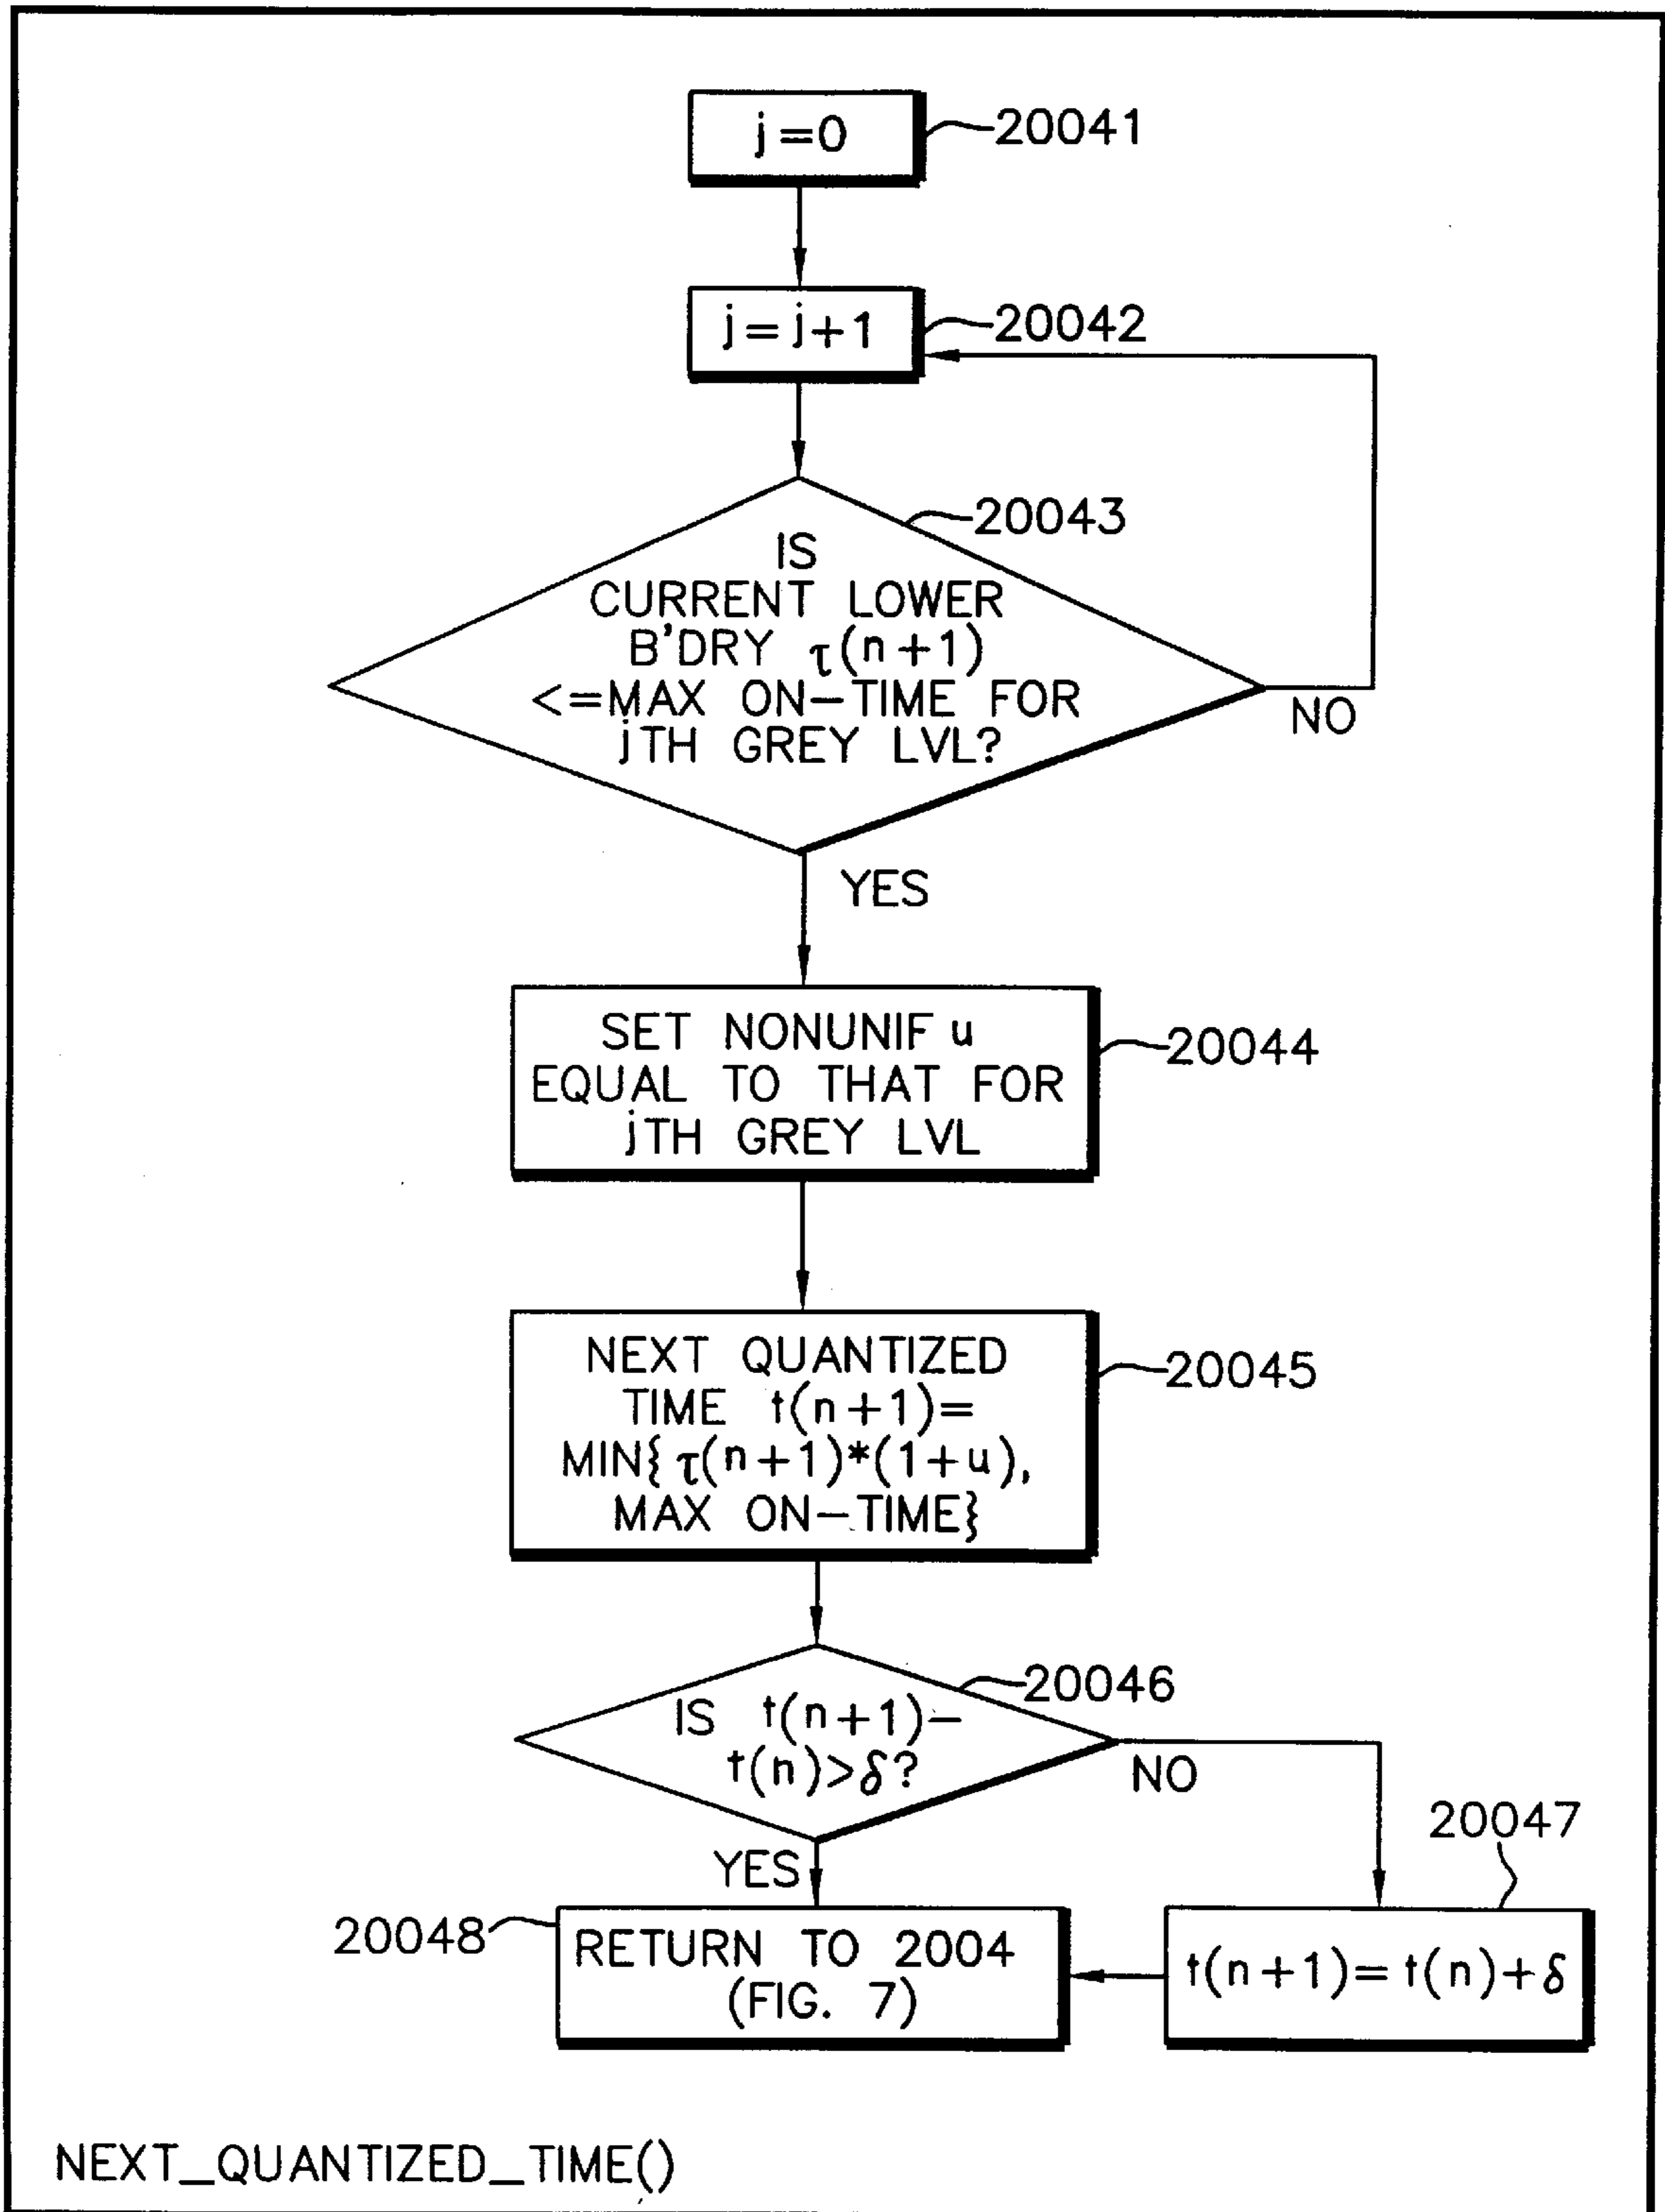 j=0
20041
j=j+1
20042
20043
IS
CURRENT LOWER
B'DRY τ(n+1)
<=MAX ON-TIME FOR
jTH GREY LVL?
NO
YES
SET NONUNIF u
EQUAL TO THAT FOR
jTH GREY LVL
20044
NEXT QUANTIZED
TIME t(n+1)=
MIN{τ(n+1)*(1+u),
MAX ON-TIME}
20045
20046
IS t(n+1)-
t(n)>δ?
NO
YES
20047
20048
RETURN TO 2004
(FIG. 7)
t(n+1)=t(n)+δ
NEXT_QUANTIZED_TIME()